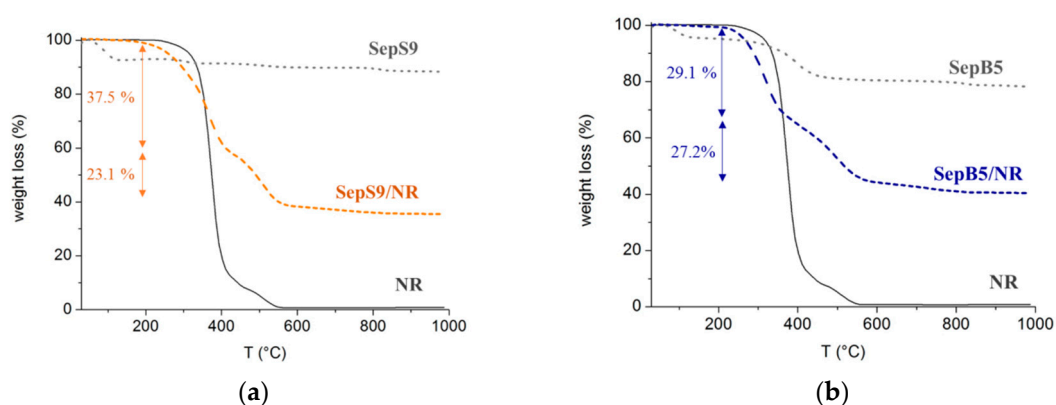 100
80
60
40
20
0
weight loss (%)
SepS9
37.5 %
23.1 %
SepS9/NR
NR
200
400
600
800
1000
T (°C)
(a)
100
80
60
40
20
0
weight loss (%)
SepB5
29.1 %
27.2%
SepB5/NR
NR
200
400
600
800
1000
T (°C)
(b)